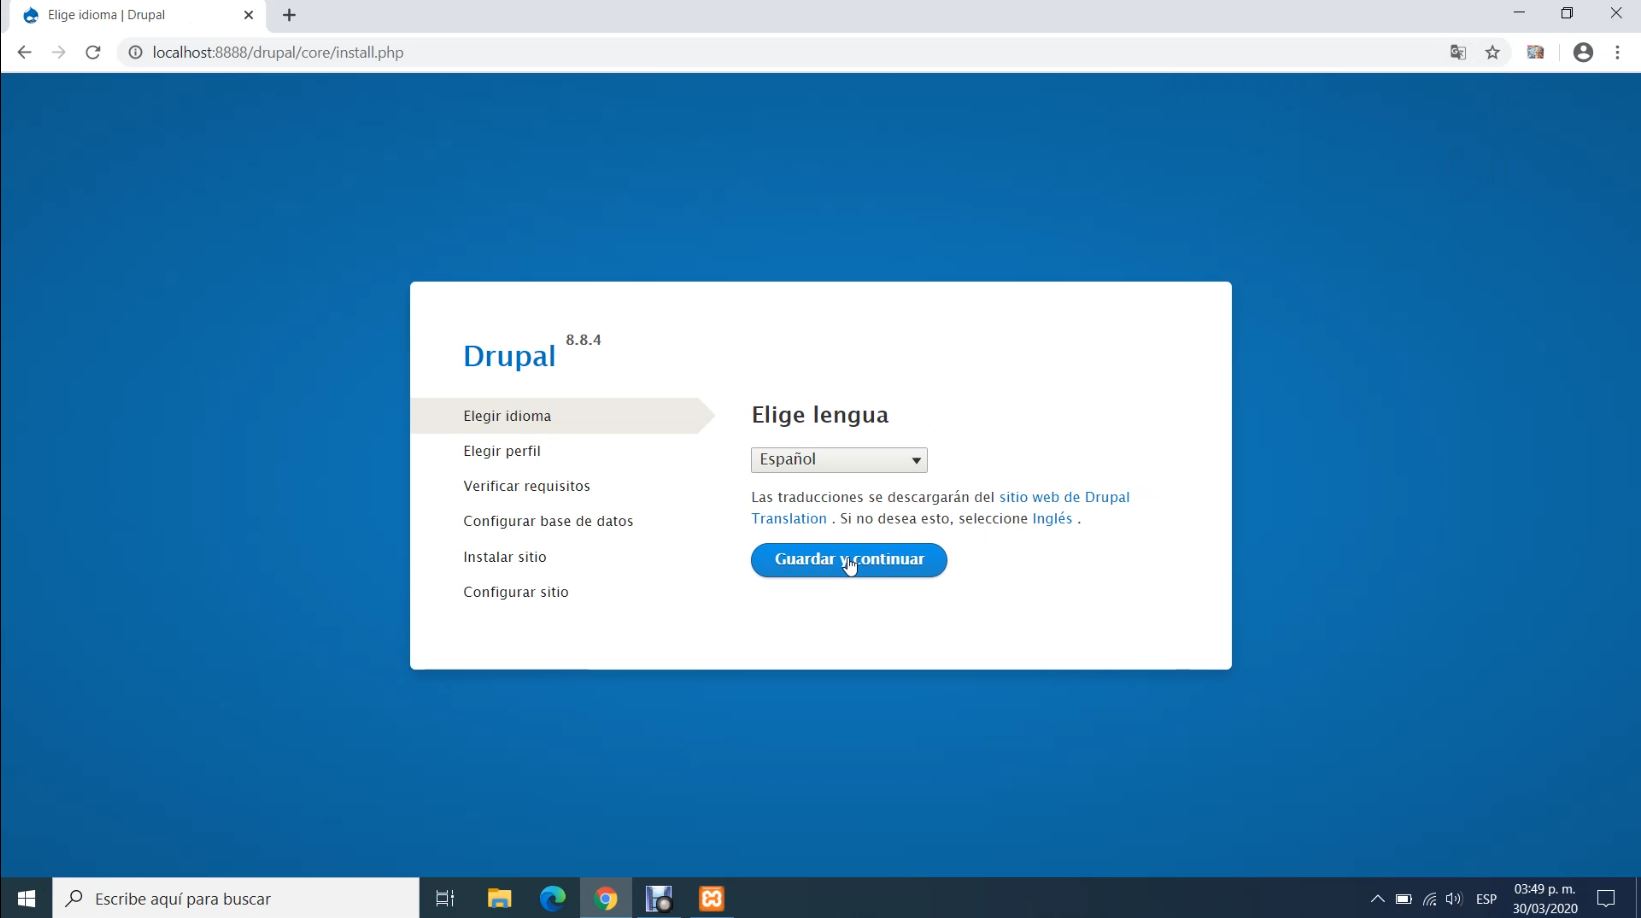 Elige idioma | Drupal
localhost:8888/drupal/core/install.php
Drupal 8.8.4
Elegir idioma
Elegir perfil
Verificar requisitos
Configurar base de datos
Instalar sitio
Configurar sitio
Elige lengua
Español
Las traducciones se descargarán del sitio web de Drupal
Translation . Si no desea esto, seleccione Inglés .
Guardar y continuar
Escribe aquí para buscar
ESP
03:49 p. m.
30/03/2020